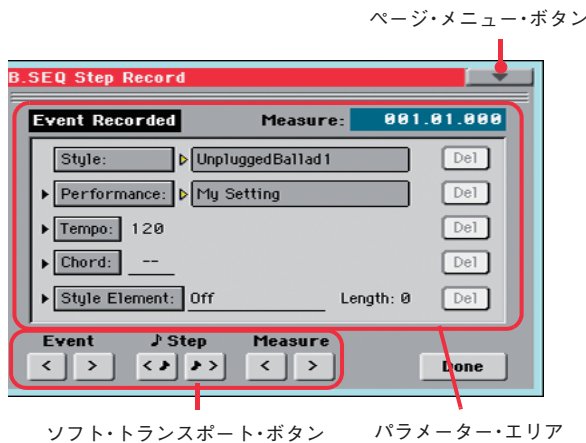 ページ・メニュー・ボタン
B.SEQ Step Record
Event Recorded Measure: 001.01.000
Style: UnpluggedBallad1 Del
Performance: My Setting Del
Tempo: 120 Del
Chord: -- Del
Style Element: Off Length: 0 Del
Event ♪ Step Measure
< > <♪ ♪> < > Done
ソフト・トランスポート・ボタン パラメーター・エリア